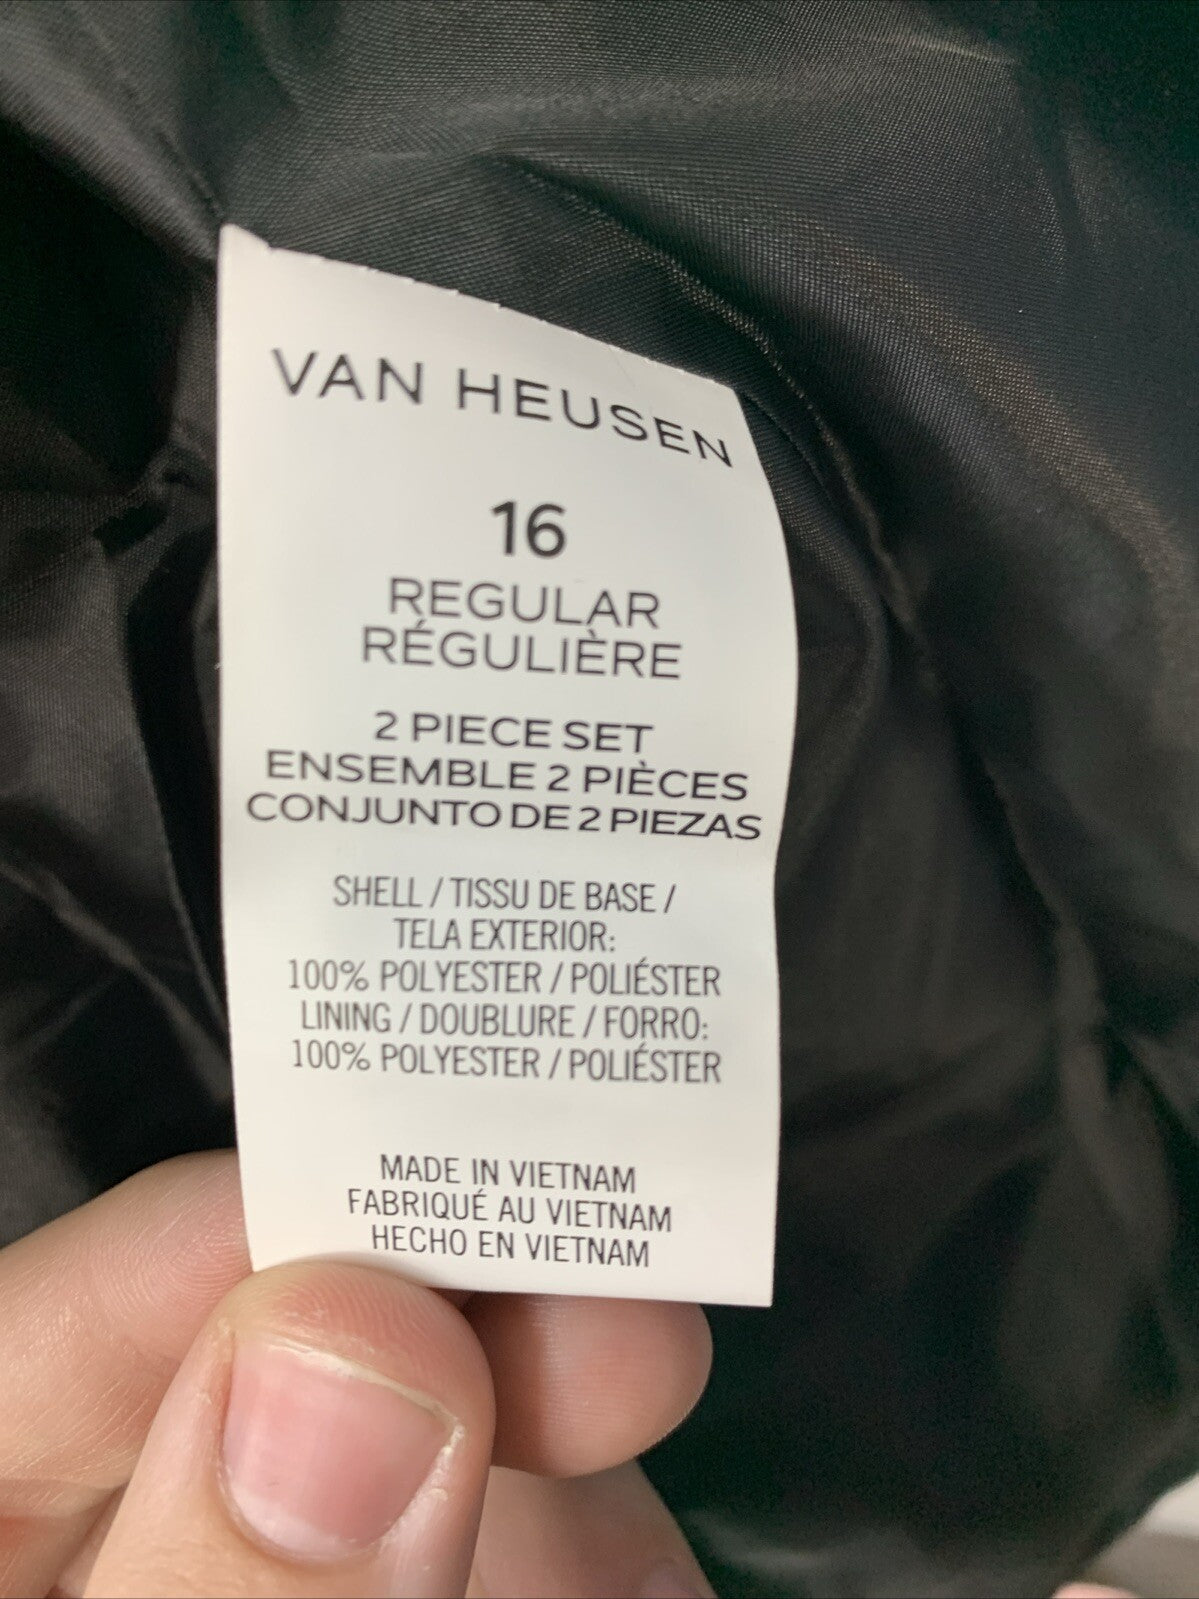 VAN HEUSEN
16
REGULAR
RÉGULIÈRE
2 PIECE SET
ENSEMBLE 2 PIÈCES
CONJUNTO DE 2 PIEZAS
SHELL / TISSU DE BASE /
TELA EXTERIOR:
100% POLYESTER / POLIÉSTER
LINING / DOUBLURE / FORRO:
100% POLYESTER / POLIÉSTER
MADE IN VIETNAM
FABRIQUÉ AU VIETNAM
HECHO EN VIETNAM